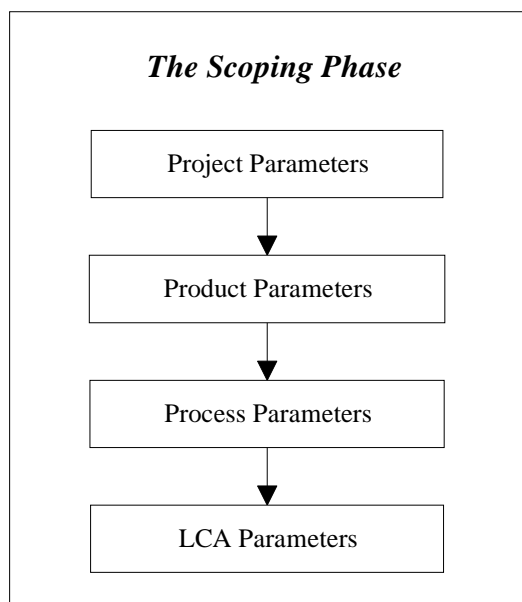 The Scoping Phase
Project Parameters
Product Parameters
Process Parameters
LCA Parameters